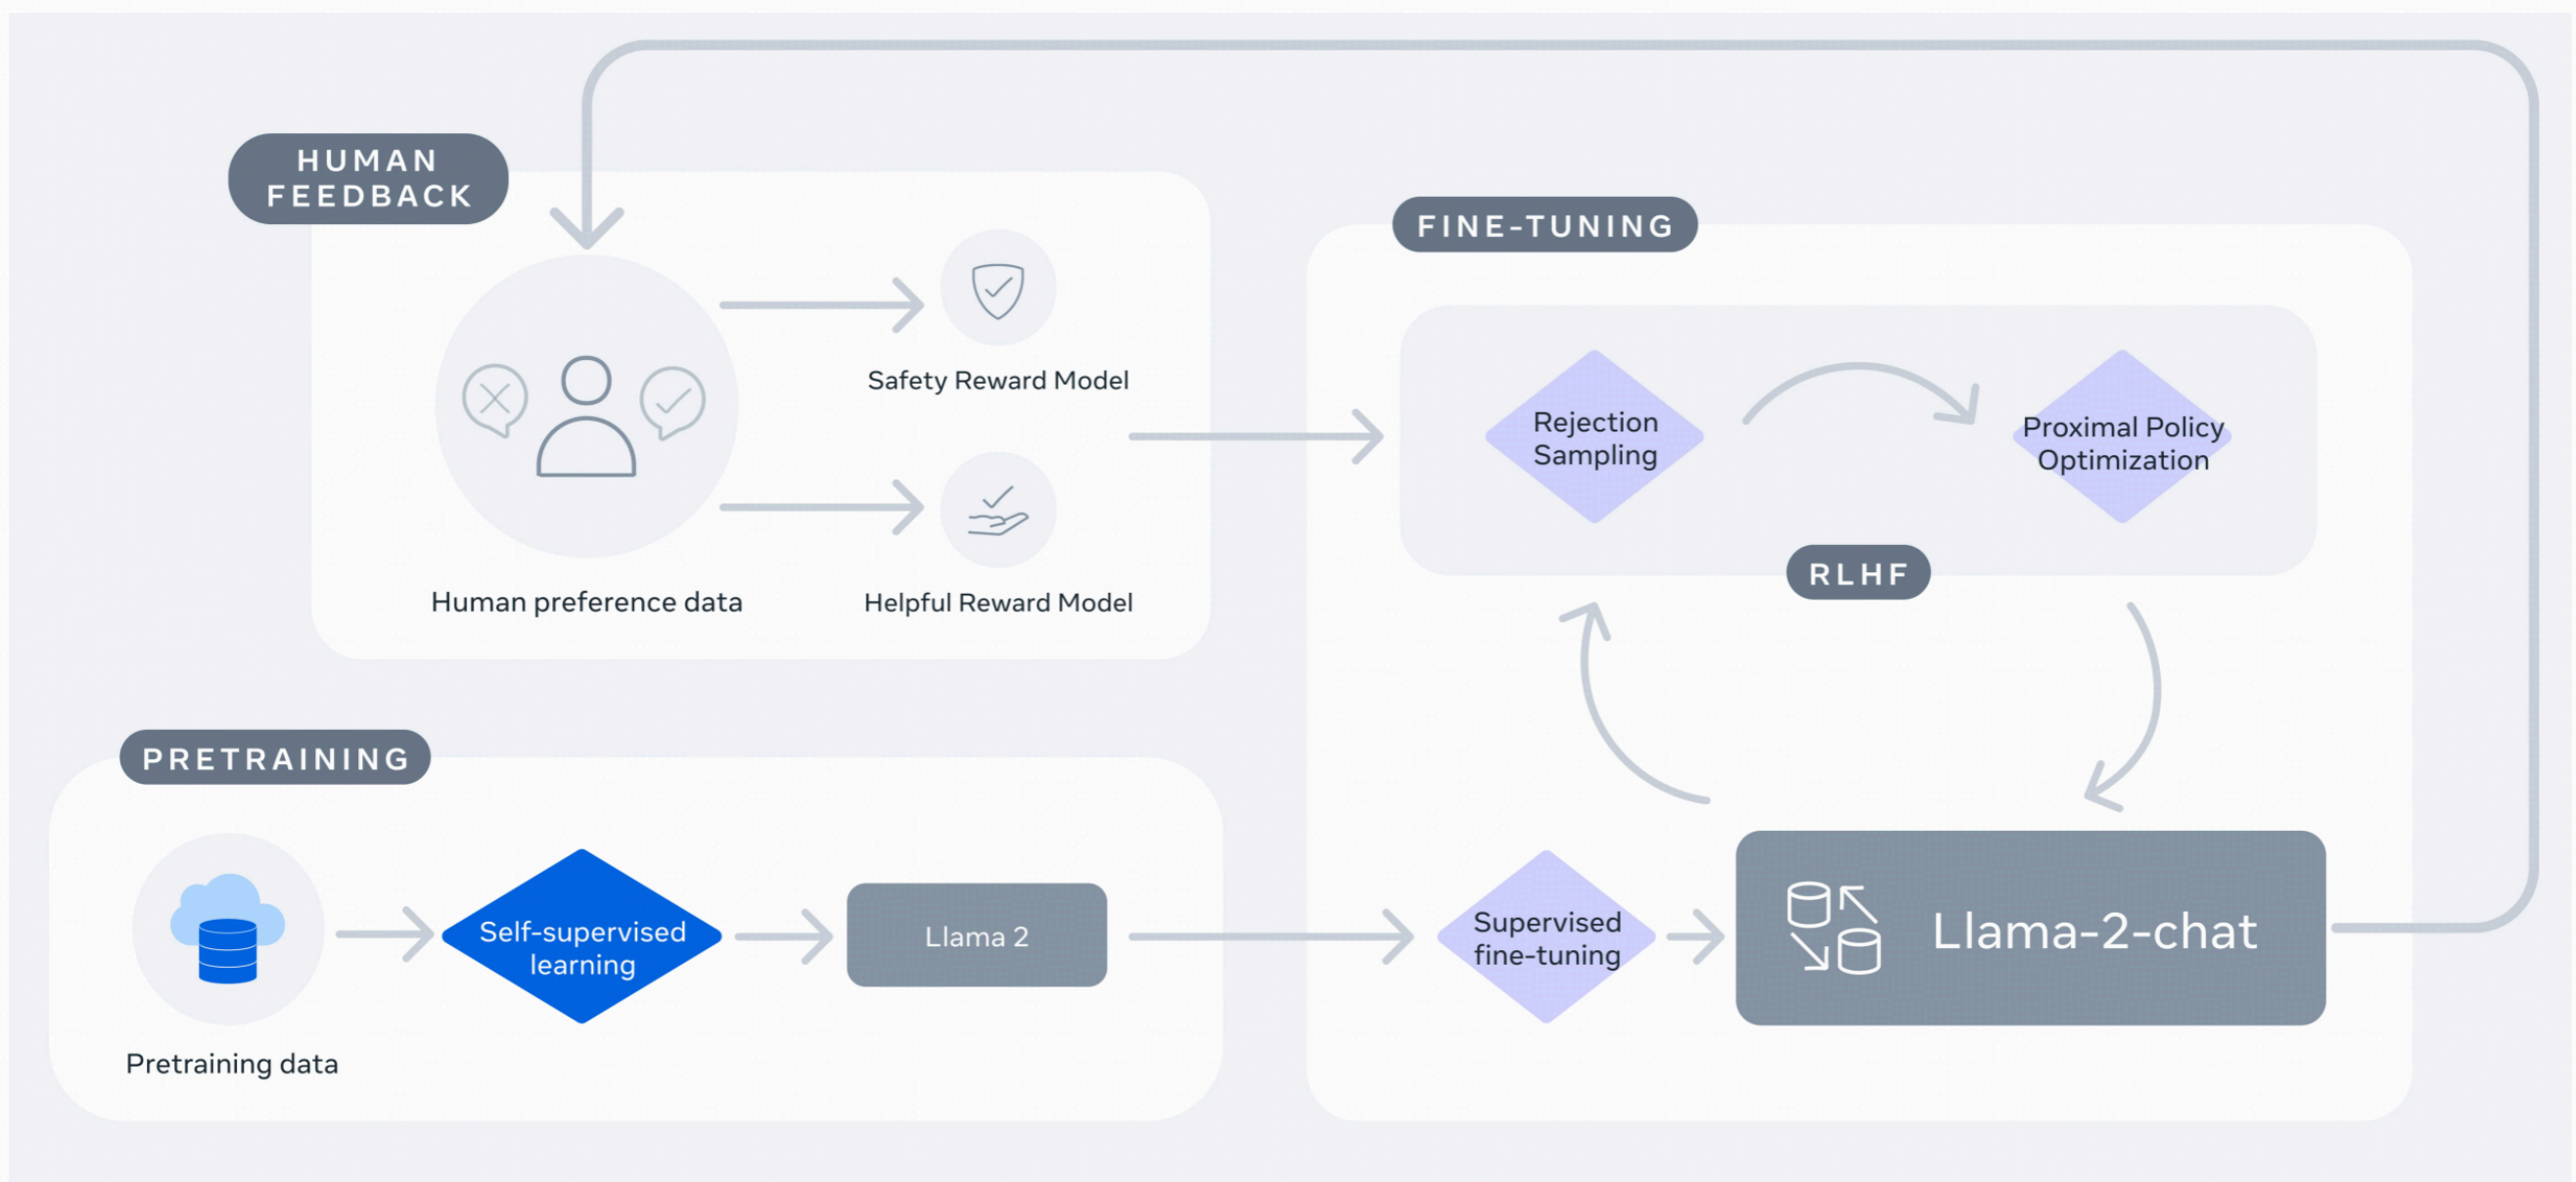 HUMAN
FEEDBACK
Safety Reward Model
Human preference data
Helpful Reward Model
FINE-TUNING
Rejection
Sampling
Proximal Policy
Optimization
RLHF
PRETRAINING
Pretraining data
Self-supervised
learning
Llama 2
Supervised
fine-tuning
Llama-2-chat